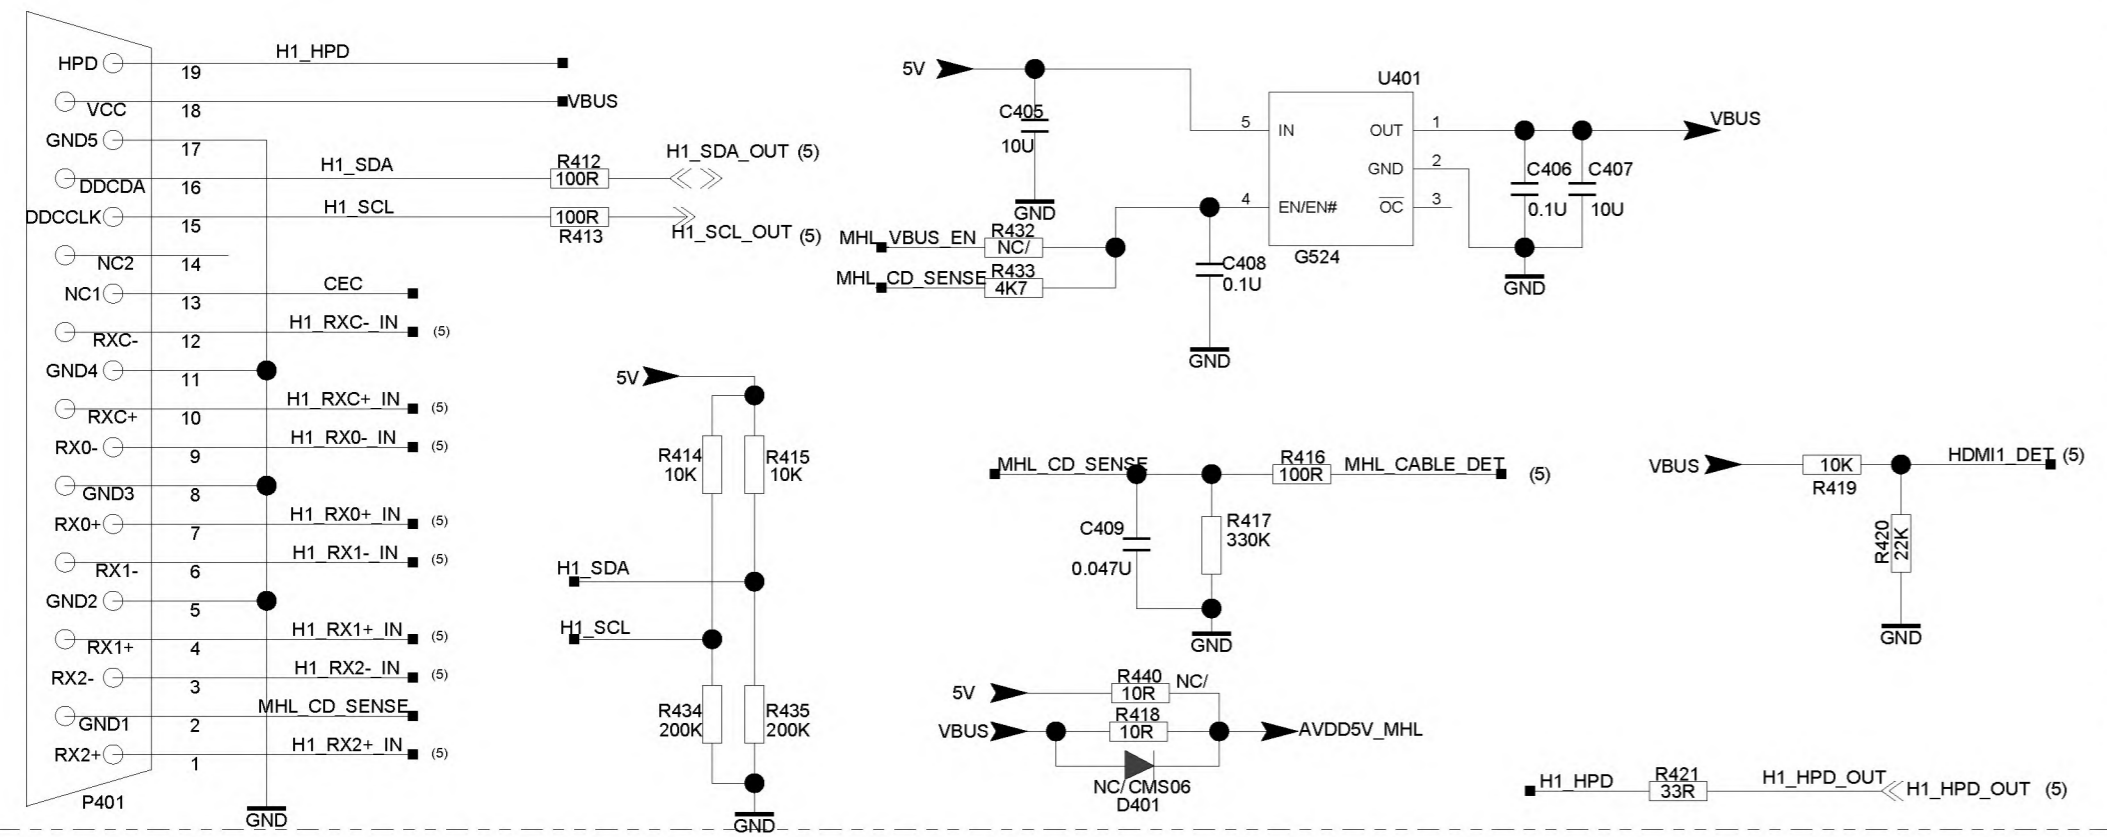 HPD 19 H1_HPD
VCC 18 VBUS
GND5 17
DDCDA 16 H1_SDA R412 100R H1_SDA_OUT (5)
DDCCLK 15 H1_SCL 100R R413 H1_SCL_OUT (5)
NC2 14
NC1 13 CEC
RXC- 12 H1_RXC-_IN (5)
GND4 11
RXC+ 10 H1_RXC+_IN (5)
RX0- 9 H1_RX0-_IN (5)
GND3 8
RX0+ 7 H1_RX0+_IN (5)
RX1- 6 H1_RX1-_IN (5)
GND2 5
RX1+ 4 H1_RX1+_IN (5)
RX2- 3 H1_RX2-_IN (5)
GND1 2 MHL_CD_SENSE
RX2+ 1 H1_RX2+_IN (5)
P401
GND
5V
R414 R415
10K 10K
H1_SDA
H1_SCL
R434 R435
200K 200K
GND
5V
C405
10U
GND
U401
5 IN OUT 1
GND 2
4 EN/EN# OC 3
G524
VBUS
C406 C407
0.1U 10U
GND
MHL_VBUS_EN R432
NC/
MHL_CD_SENSE R433
4K7
C408
0.1U
GND
MHL_CD_SENSE R416 MHL_CABLE_DET (5)
100R
C409 R417
330K
0.047U
GND
VBUS 10K HDMI1_DET (5)
R419
R420 22K
GND
5V R440 NC/
10R
VBUS R418 AVDD5V_MHL
10R
NC/CMS06
D401
H1_HPD R421 H1_HPD_OUT H1_HPD_OUT (5)
33R